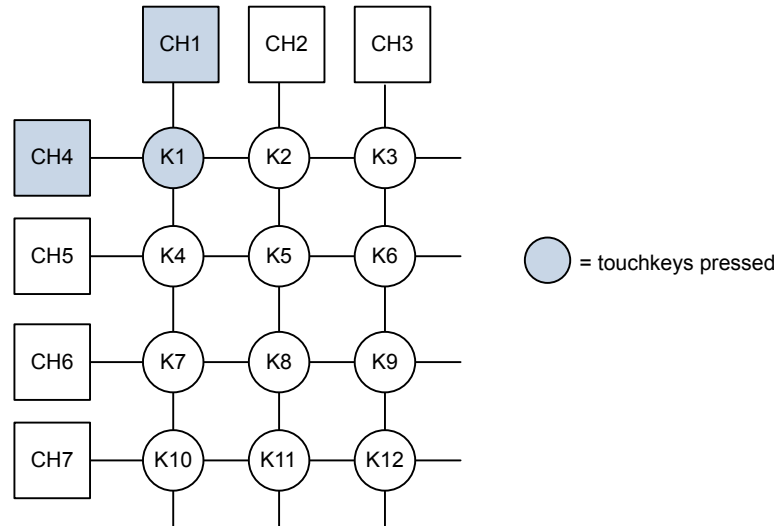 CH1 CH2 CH3
CH4 K1 K2 K3
CH5 K4 K5 K6
= touchkeys pressed
CH6 K7 K8 K9
CH7 K10 K11 K12